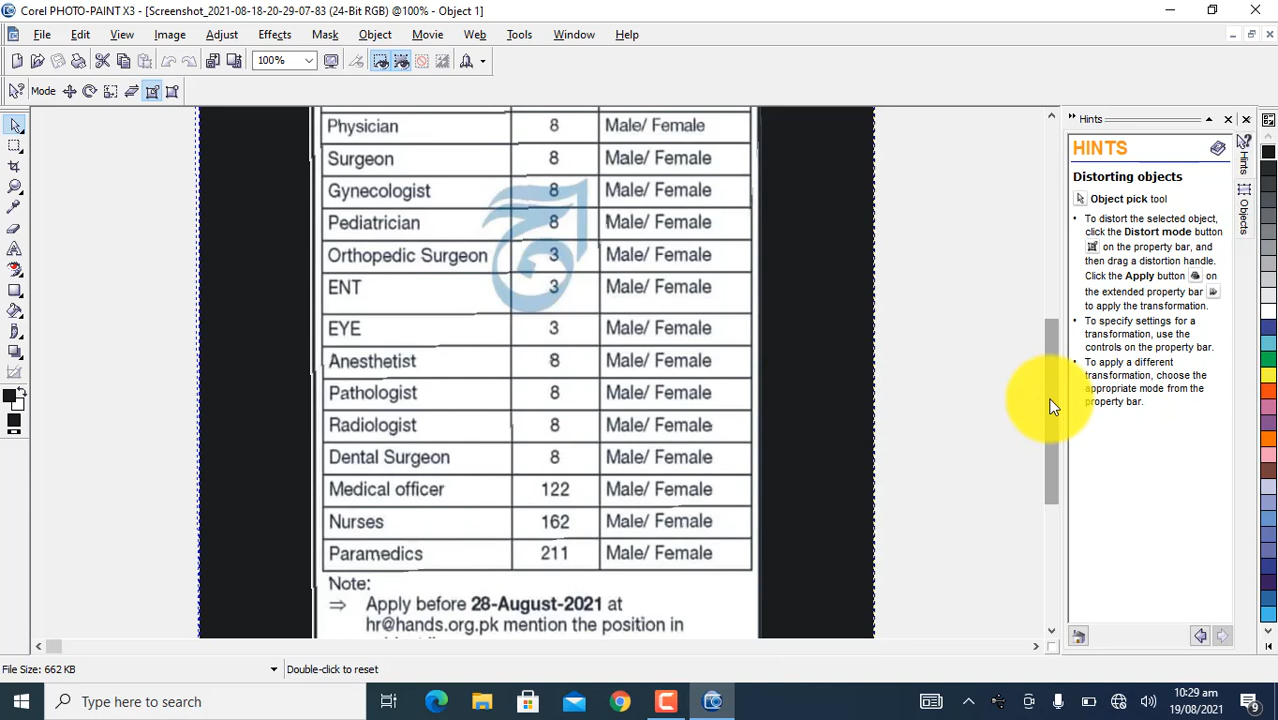 Corel PHOTO-PAINT X3 - [Screenshot_2021-08-18-20-29-07-83 (24-Bit RGB) @100% - Object 1]
File Edit View Image Adjust Effects Mask Object Movie Web Tools Window Help
100%
Mode
Physician 8 Male/ Female
Surgeon 8 Male/ Female
Gynecologist 8 Male/ Female
Pediatrician 8 Male/ Female
Orthopedic Surgeon 3 Male/ Female
ENT 3 Male/ Female
EYE 3 Male/ Female
Anesthetist 8 Male/ Female
Pathologist 8 Male/ Female
Radiologist 8 Male/ Female
Dental Surgeon 8 Male/ Female
Medical officer 122 Male/ Female
Nurses 162 Male/ Female
Paramedics 211 Male/ Female
Note:
⇒ Apply before 28-August-2021 at
hr@hands.org,pk mention the position in
Hints
HINTS
Distorting objects
Object pick tool
• To distort the selected object,
click the Distort mode button
on the property bar, and
then drag a distortion handle.
Click the Apply button on
the extended property bar
to apply the transformation.
• To specify settings for a
transformation, use the
controls on the property bar.
• To apply a different
transformation, choose the
appropriate mode from the
property bar.
Hints
Objects
File Size: 662 KB Double-click to reset
Type here to search
10:29 am
19/08/2021
9